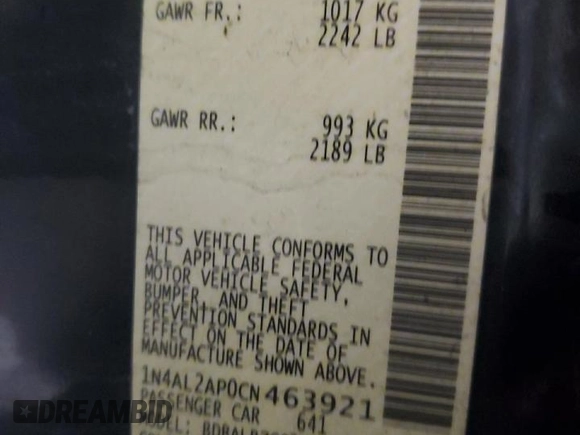 GAWR FR.: 1017 KG
2242 LB
GAWR RR.: 993 KG
2189 LB
THIS VEHICLE CONFORMS TO
ALL APPLICABLE FEDERAL
MOTOR VEHICLE SAFETY,
BUMPER, AND THEFT
PREVENTION STANDARDS IN
EFFECT ON THE DATE OF
MANUFACTURE SHOWN ABOVE.
1N4AL2AP0CN463921
PASSENGER CAR 641
MODEL:
DREAMBID